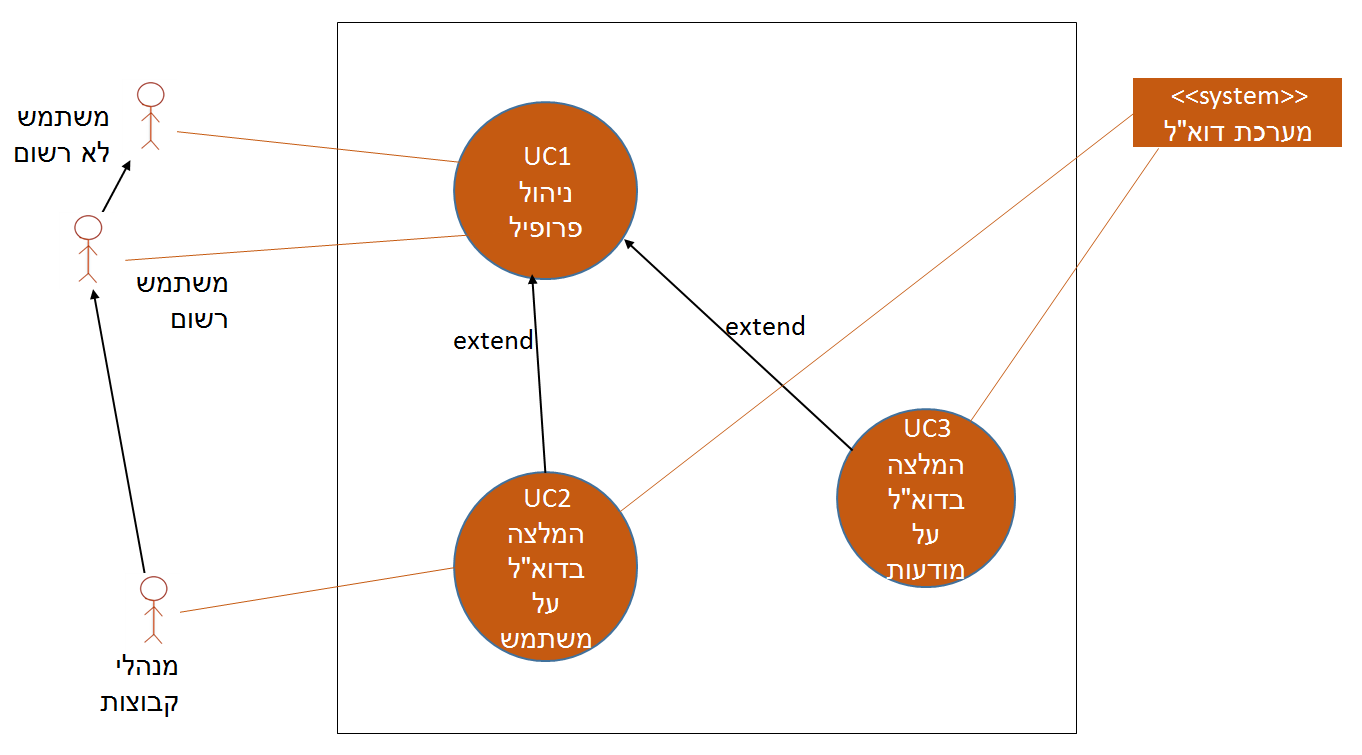 משתמש
לא רשום
משתמש
רשום
מנהלי
קבוצות
UC1
ניהול
פרופיל
extend
extend
UC2
המלצה
בדוא"ל
על
משתמש
UC3
המלצה
בדוא"ל
על
מודעות
<<system>>
מערכת דוא"ל